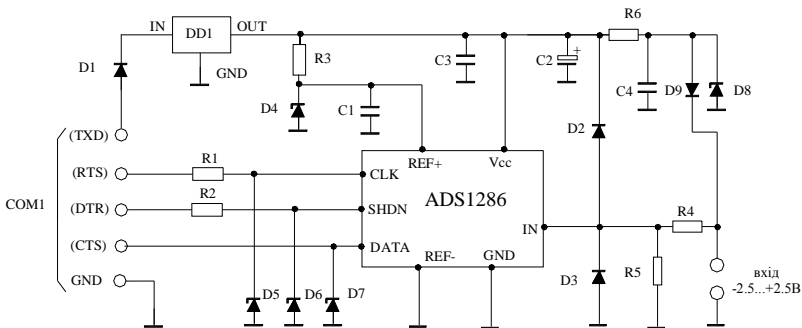 IN
DD1
OUT
GND
D1
R3
D4
C1
C3
C2
+
R6
C4
D9
D8
D2
COM1
(TXD)
(RTS)
(DTR)
(CTS)
GND
R1
R2
D5
D6
D7
REF+
Vcc
CLK
ADS1286
SHDN
DATA
IN
REF-
GND
D3
R5
R4
вхід
-2.5...+2.5В